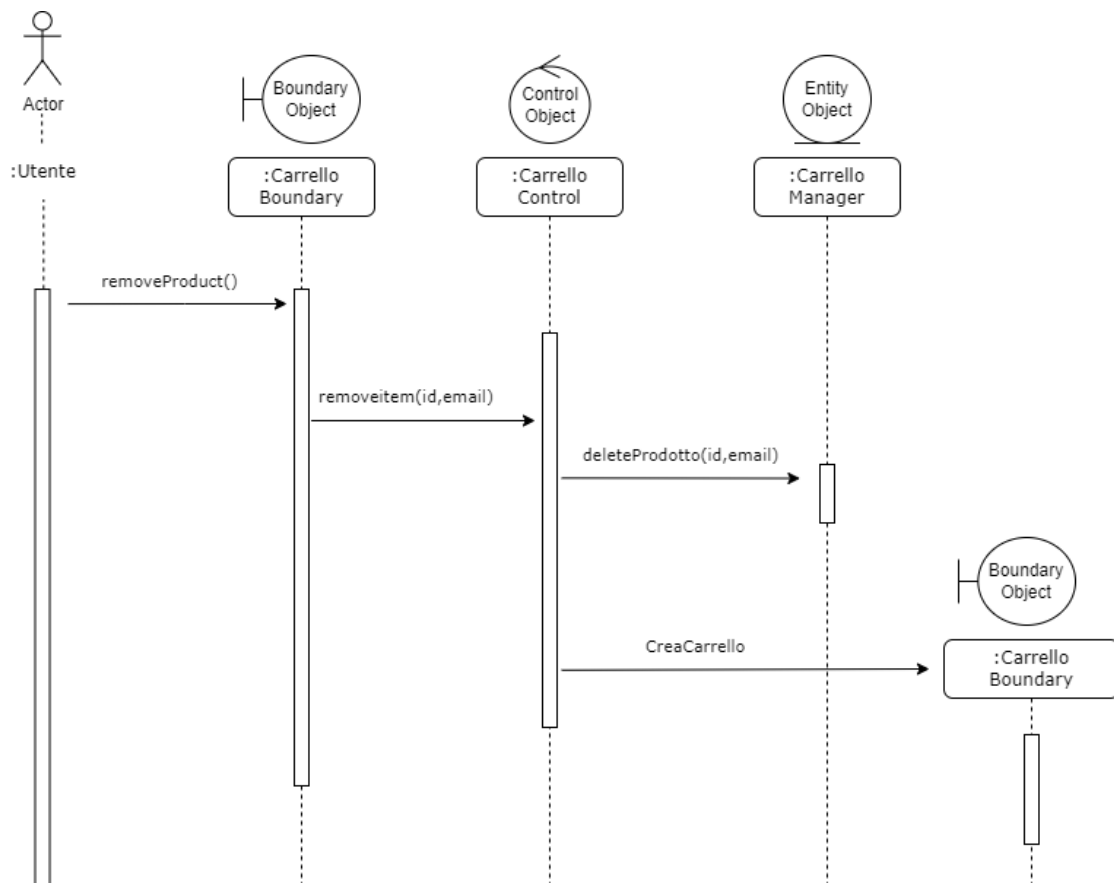 Actor
:Utente
Boundary
Object
:Carrello
Boundary
Control
Object
:Carrello
Control
Entity
Object
:Carrello
Manager
removeProduct()
removeitem(id,email)
deleteProdotto(id,email)
CreaCarrello
Boundary
Object
:Carrello
Boundary